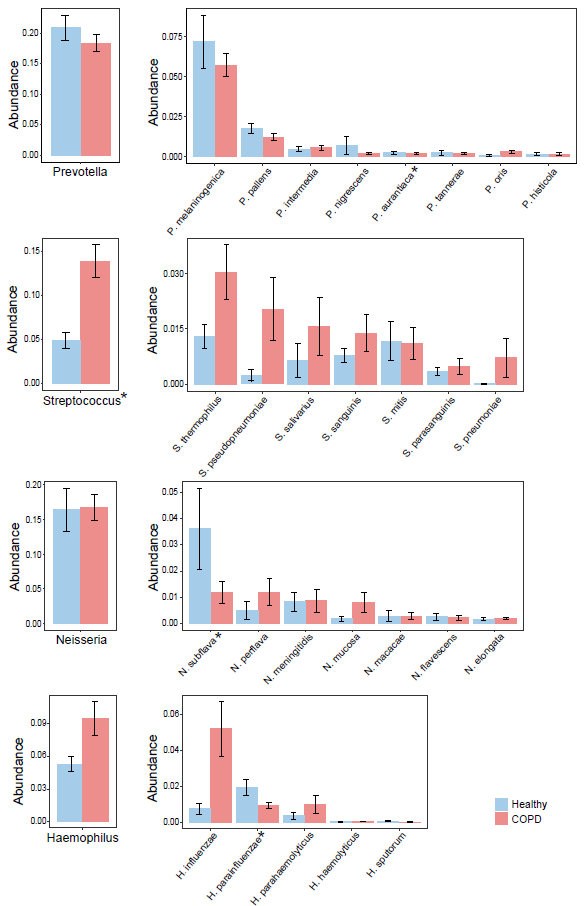 Abundance
0.20
0.15
0.10
0.05
0.00
Prevotella
Abundance
0.075
0.025
0.000
P. melaninogenica
P. pallens
P. intermedia
P. nigrescens
P. aurantiaca*
P. tannerae
P. oris
P. histicola
Abundance
0.15
0.10
0.05
0.00
Streptococcus*
Abundance
0.030
0.015
0.000
S. thermophilus
S. pseudopneumoniae
S. salivarius
S. sanguinis
S. mitis
S. parasanguinis
S. pneumoniae
Abundance
0.20
0.15
0.10
0.05
0.00
Neisseria
Abundance
0.05
0.04
0.03
0.02
0.01
0.00
N. subflava*
N. perflava
N. meningitidis
N. mucosa
N. macacae
N. flavescens
N. elongata
Abundance
0.09
0.06
0.03
0.00
Haemophilus
Abundance
0.06
0.04
0.02
0.00
H. influenzae
H. parainfluenzae*
H. parahaemolyticus
H. haemolyticus
H. sputorum
Healthy
COPD